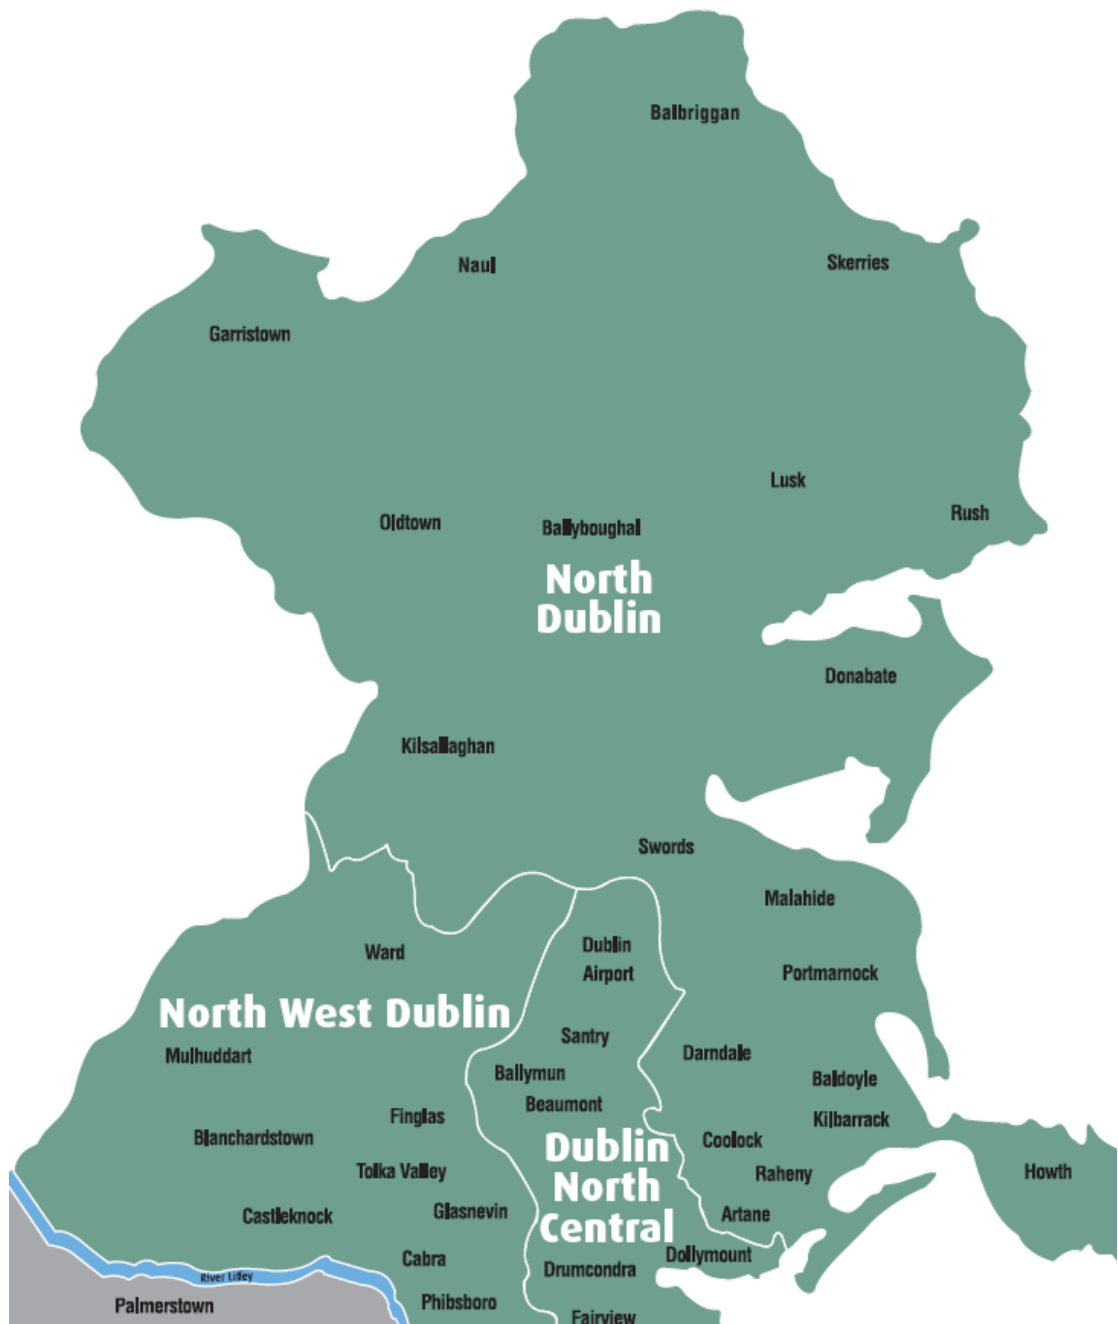 Balbriggan
Naul
Skerries
Garristown
Lusk
Rush
Oldtown
Ballyboughal
North
Dublin
Donabate
Kilsallaghan
Swords
Malahide
Ward
Dublin
Airport
Portmarnock
North West Dublin
Santry
Mulhuddart
Darndale
Ballymun
Baldoyle
Beaumont
Finglas
Kilbarrack
Blanchardstown
Coolock
Dublin
North
Central
Tolka Valley
Raheny
Howth
Castleknock
Glasnevin
Artane
Cabra
Dollymount
Drumcondra
River Liffey
Palmerstown
Phibsboro
Fairview